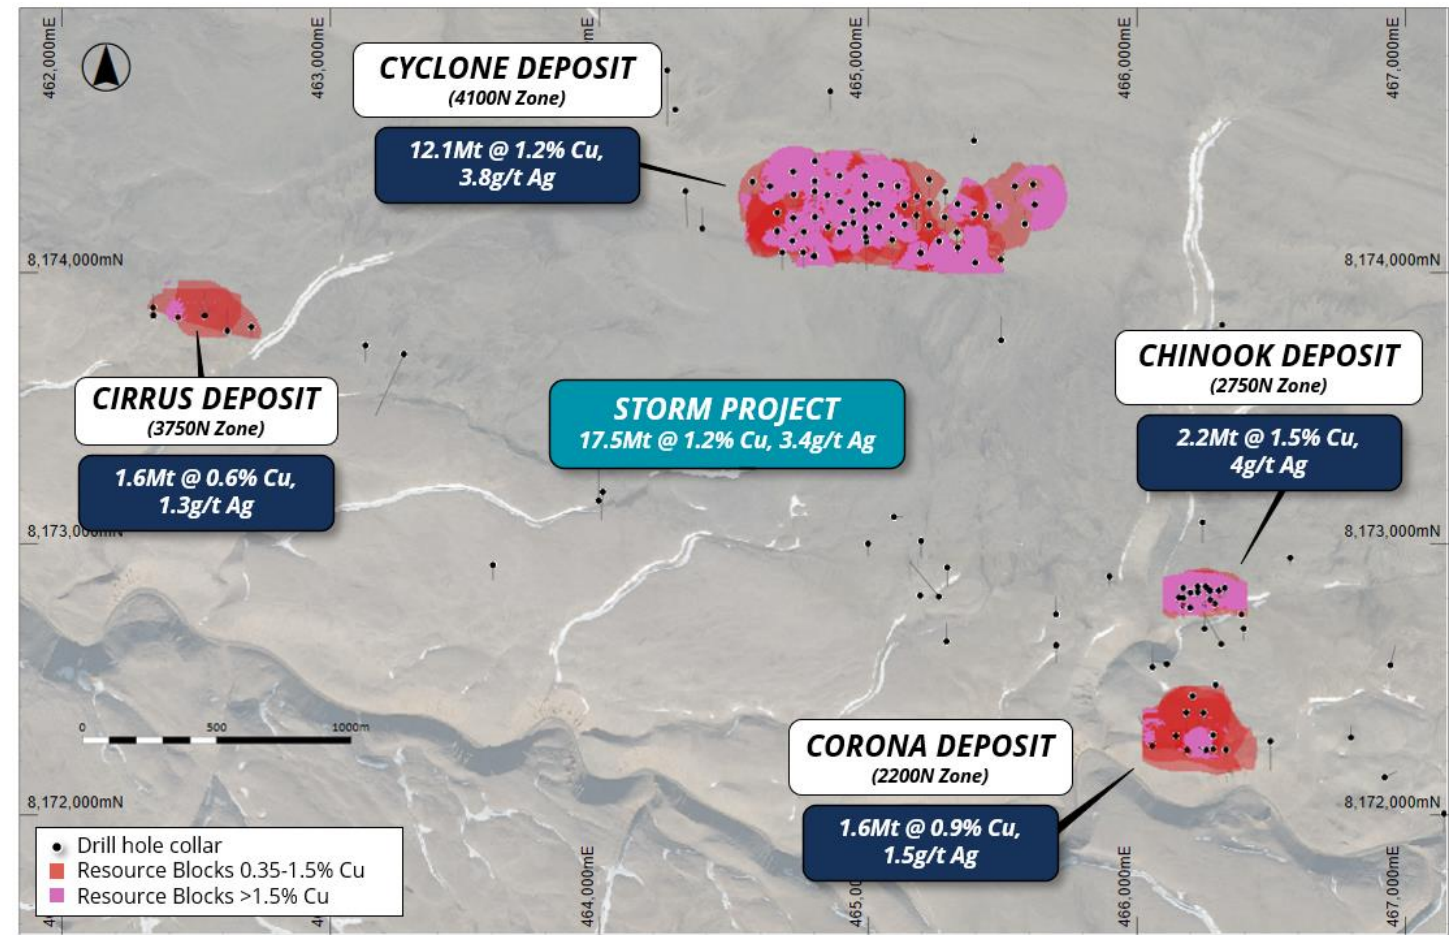 462,000mE
463,000mE
mE
465,000mE
466,000mE
467,000mE
CYCLONE DEPOSIT
(4100N Zone)
12.1Mt @ 1.2% Cu,
3.8g/t Ag
8,174,000mN
8,174,000mN
CIRRUS DEPOSIT
(3750N Zone)
1.6Mt @ 0.6% Cu,
1.3g/t Ag
STORM PROJECT
17.5Mt @ 1.2% Cu, 3.4g/t Ag
CHINOOK DEPOSIT
(2750N Zone)
2.2Mt @ 1.5% Cu,
4g/t Ag
8,173,000mN
8,173,000mN
0 500 1000m
CORONA DEPOSIT
(2200N Zone)
1.6Mt @ 0.9% Cu,
1.5g/t Ag
8,172,000mN
8,172,000mN
Drill hole collar
Resource Blocks 0.35-1.5% Cu
Resource Blocks >1.5% Cu
464,000mE
466,000mE
467,000mE